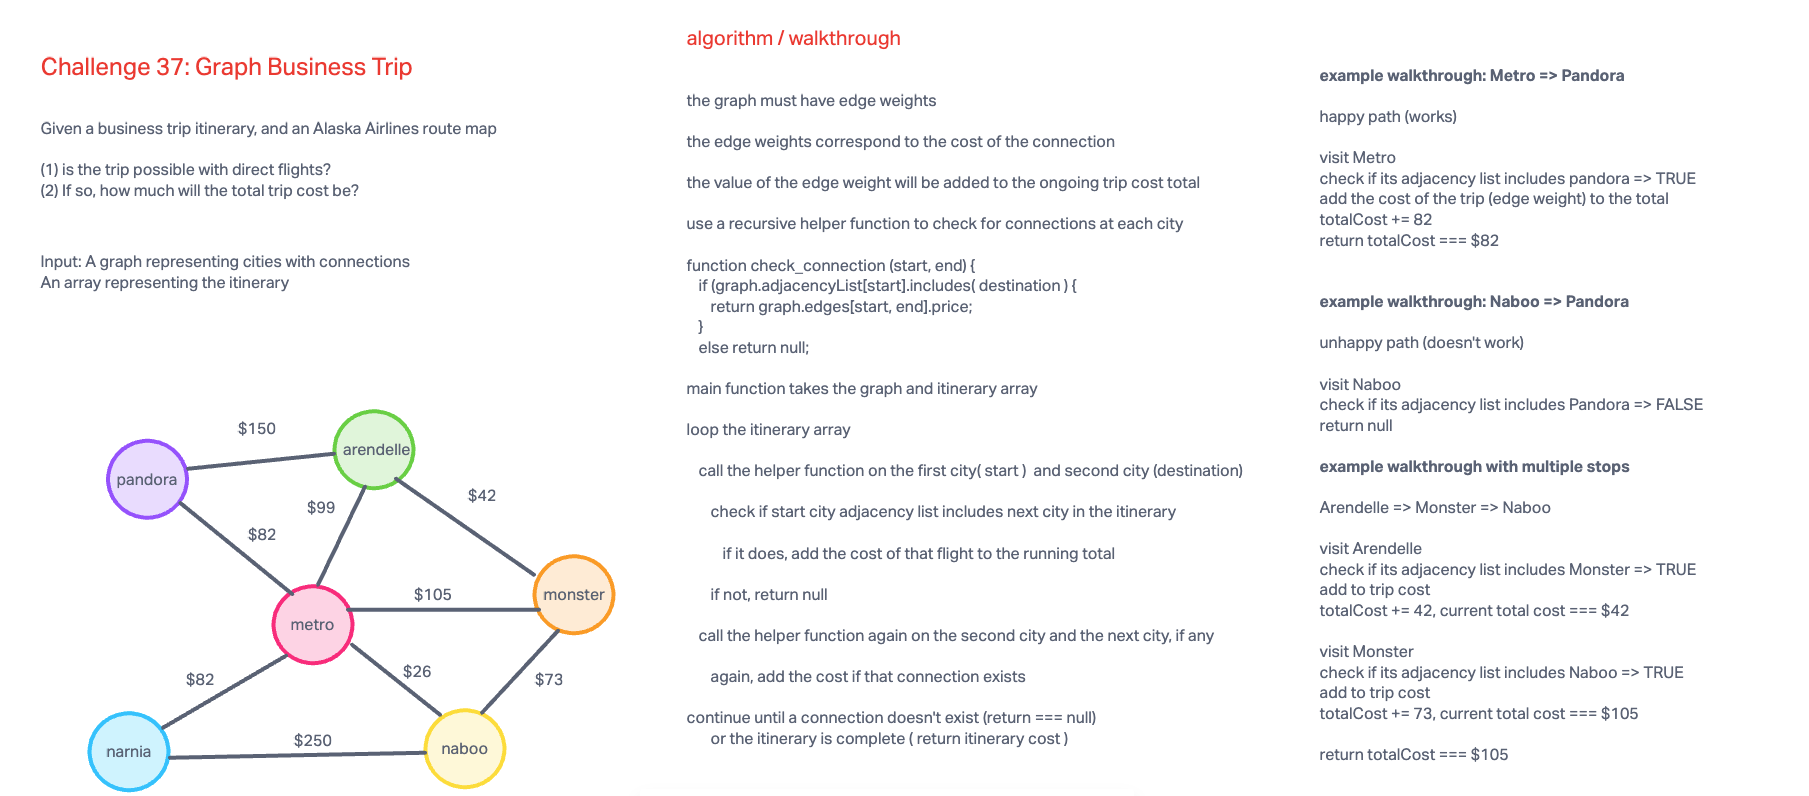 Challenge 37: Graph Business Trip
Given a business trip itinerary, and an Alaska Airlines route map
(1) is the trip possible with direct flights?
(2) If so, how much will the total trip cost be?
Input: A graph representing cities with connections
An array representing the itinerary
$150
arendelle
pandora
$99
$42
$82
$105
monster
metro
$82
$26
$73
$250
narnia
naboo
algorithm / walkthrough
the graph must have edge weights
the edge weights correspond to the cost of the connection
the value of the edge weight will be added to the ongoing trip cost total
use a recursive helper function to check for connections at each city
function check_connection (start, end) {
if (graph.adjacencyList[start].includes( destination ) {
return graph.edges[start, end].price;
}
else return null;
main function takes the graph and itinerary array
loop the itinerary array
call the helper function on the first city( start )  and second city (destination)
check if start city adjacency list includes next city in the itinerary
if it does, add the cost of that flight to the running total
if not, return null
call the helper function again on the second city and the next city, if any
again, add the cost if that connection exists
continue until a connection doesn't exist (return === null)
or the itinerary is complete ( return itinerary cost )
example walkthrough: Metro => Pandora
happy path (works)
visit Metro
check if its adjacency list includes pandora => TRUE
add the cost of the trip (edge weight) to the total
totalCost += 82
return totalCost === $82
example walkthrough: Naboo => Pandora
unhappy path (doesn't work)
visit Naboo
check if its adjacency list includes Pandora => FALSE
return null
example walkthrough with multiple stops
Arendelle => Monster => Naboo
visit Arendelle
check if its adjacency list includes Monster => TRUE
add to trip cost
totalCost += 42, current total cost === $42
visit Monster
check if its adjacency list includes Naboo => TRUE
add to trip cost
totalCost += 73, current total cost === $105
return totalCost === $105